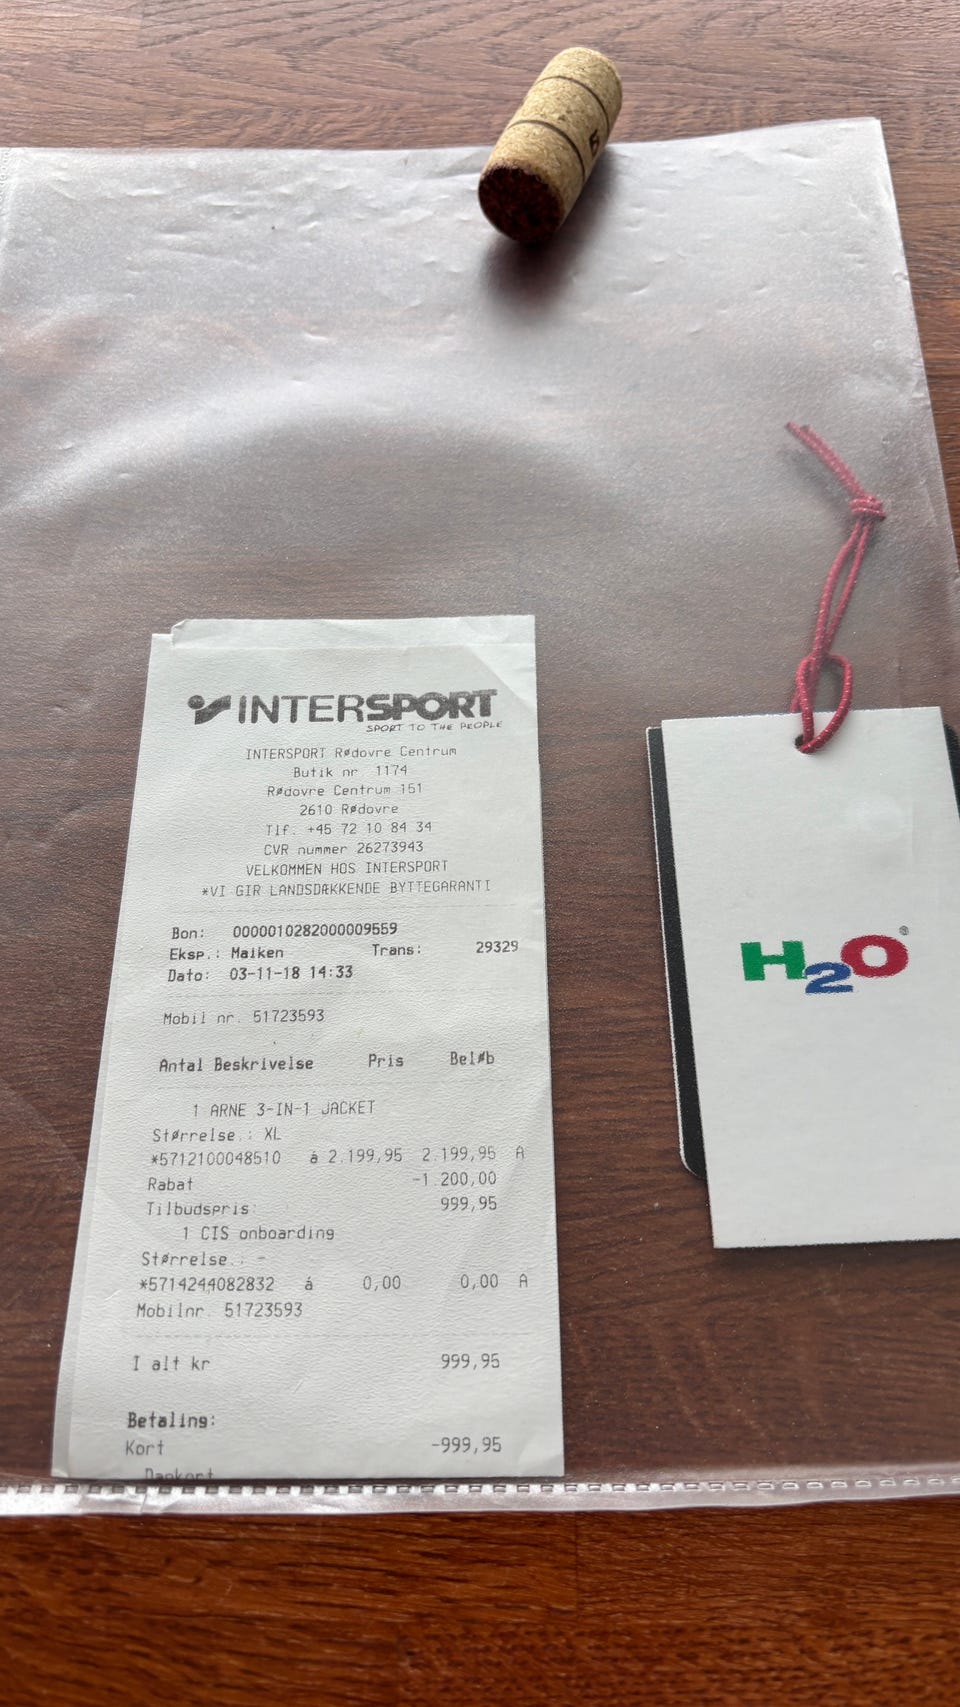 INTERSPORT
SPORT TO THE PEOPLE
INTERSPORT Rødovre Centrum
Butik nr 1174
Rødovre Centrum 151
2610 Rødovre
Tlf. +45 72 10 84 34
CVR nummer 26273943
VELKOMMEN HOS INTERSPORT
*VI GIR LANDSDÆKKENDE BYTTEGARANTI
Bon: 0000010282000009559
Eksp.: Maiken Trans: 29329
Dato: 03-11-18 14:33
Mobil nr. 51723593
Antal Beskrivelse Pris Beløb
1 ARNE 3-IN-1 JACKET
Størrelse.: XL
*5712100048510 á 2.199,95 2.199,95 A
Rabat -1.200,00
Tilbudspris: 999,95
1 CIS onboarding
Størrelse.: -
*5714244082832 á 0,00 0,00 A
Mobilnr. 51723593
I alt kr 999,95
Betaling:
Kort -999,95
Dankort
H2O®